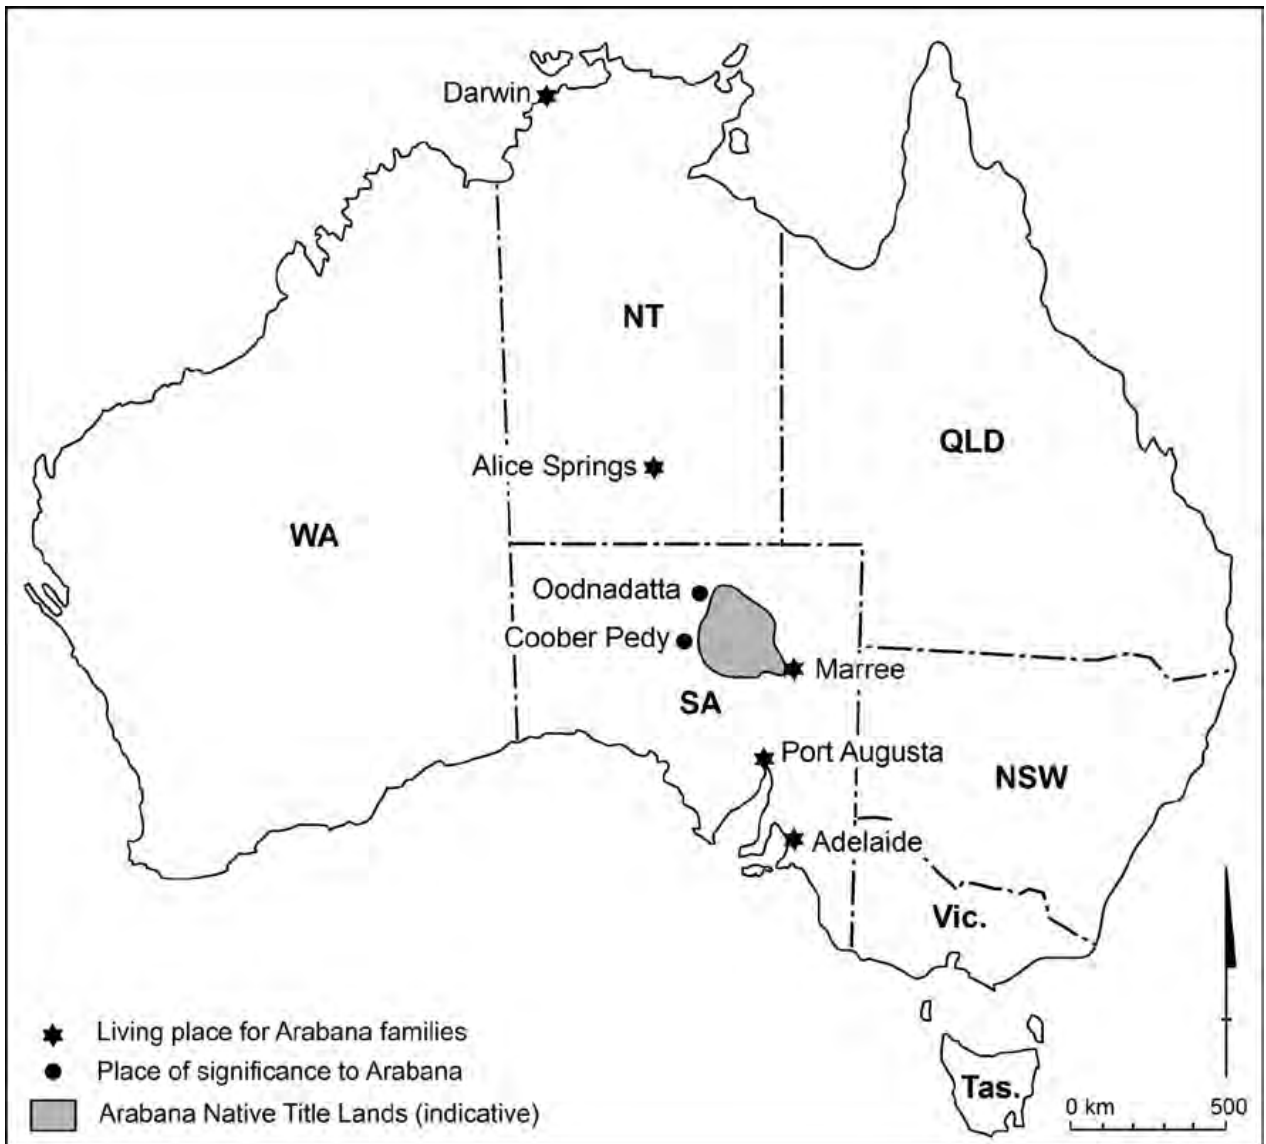 Darwin
NT
QLD
Alice Springs
WA
Oodnadatta
Coober Pedy
Marree
SA
Port Augusta
NSW
Adelaide
Vic.
Living place for Arabana families
Place of significance to Arabana
Arabana Native Title Lands (indicative)
Tas.
0 km 500